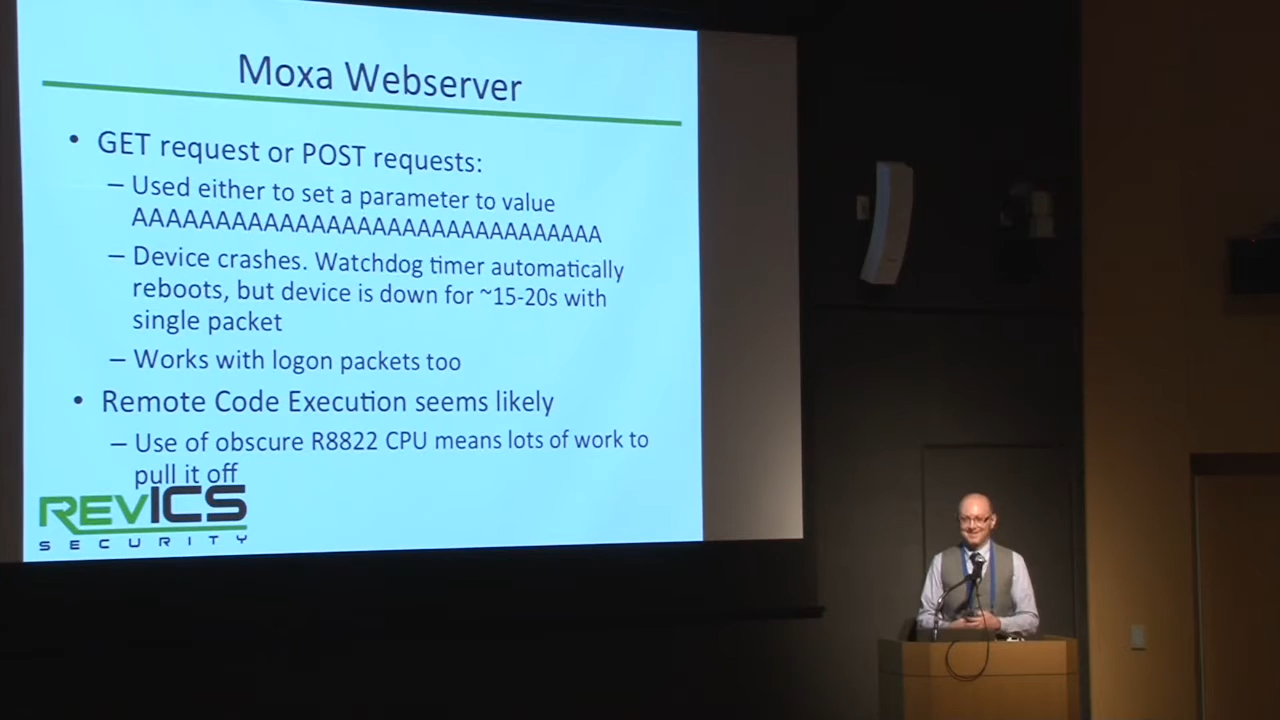 Moxa Webserver
• GET request or POST requests:
– Used either to set a parameter to value
AAAAAAAAAAAAAAAAAAAAAAAAAAAAAAAAA
– Device crashes. Watchdog timer automatically
reboots, but device is down for ~15-20s with
single packet
– Works with logon packets too
• Remote Code Execution seems likely
– Use of obscure R8822 CPU means lots of work to
pull it off
REVICS
SECURITY